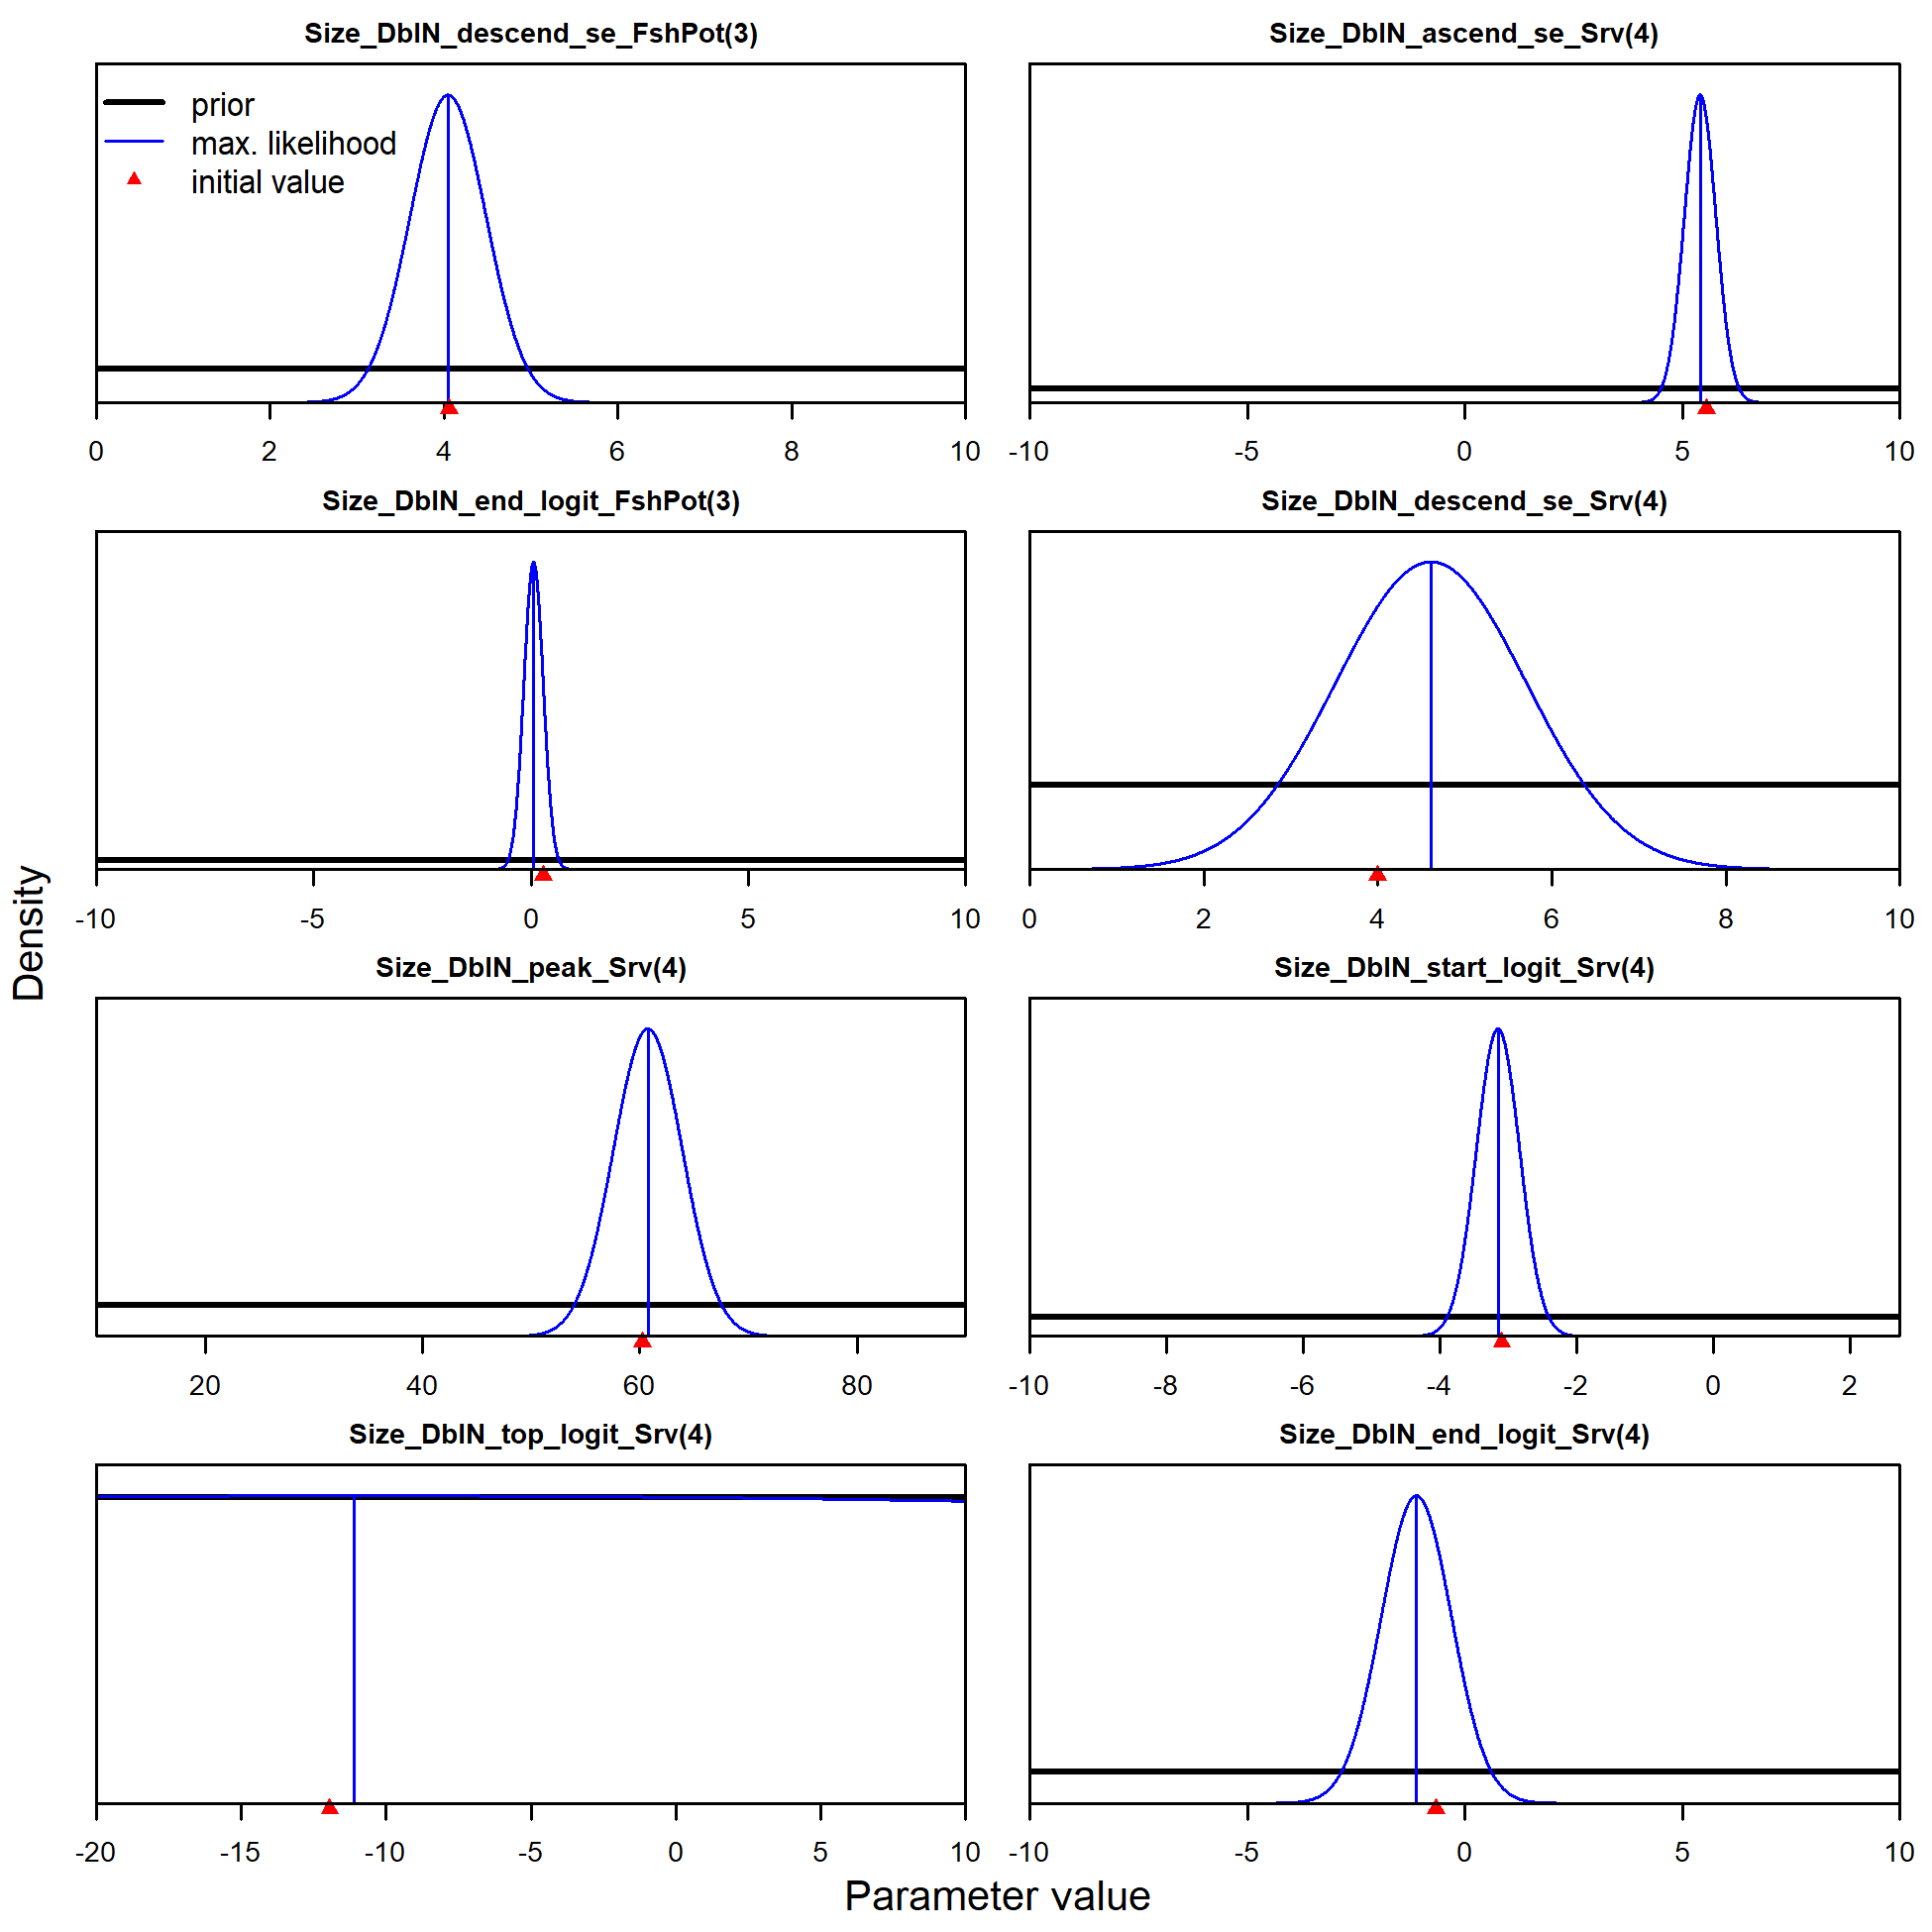 Size_DblN_descend_se_FshPot(3)
prior
max. likelihood
initial value
0 2 4 6 8 10
Size_DblN_ascend_se_Srv(4)
-10 -5 0 5 10
Size_DblN_end_logit_FshPot(3)
-10 -5 0 5 10
Size_DblN_descend_se_Srv(4)
0 2 4 6 8 10
Density
Size_DblN_peak_Srv(4)
20 40 60 80
Size_DblN_start_logit_Srv(4)
-10 -8 -6 -4 -2 0 2
Size_DblN_top_logit_Srv(4)
-20 -15 -10 -5 0 5 10
Size_DblN_end_logit_Srv(4)
-10 -5 0 5 10
Parameter value